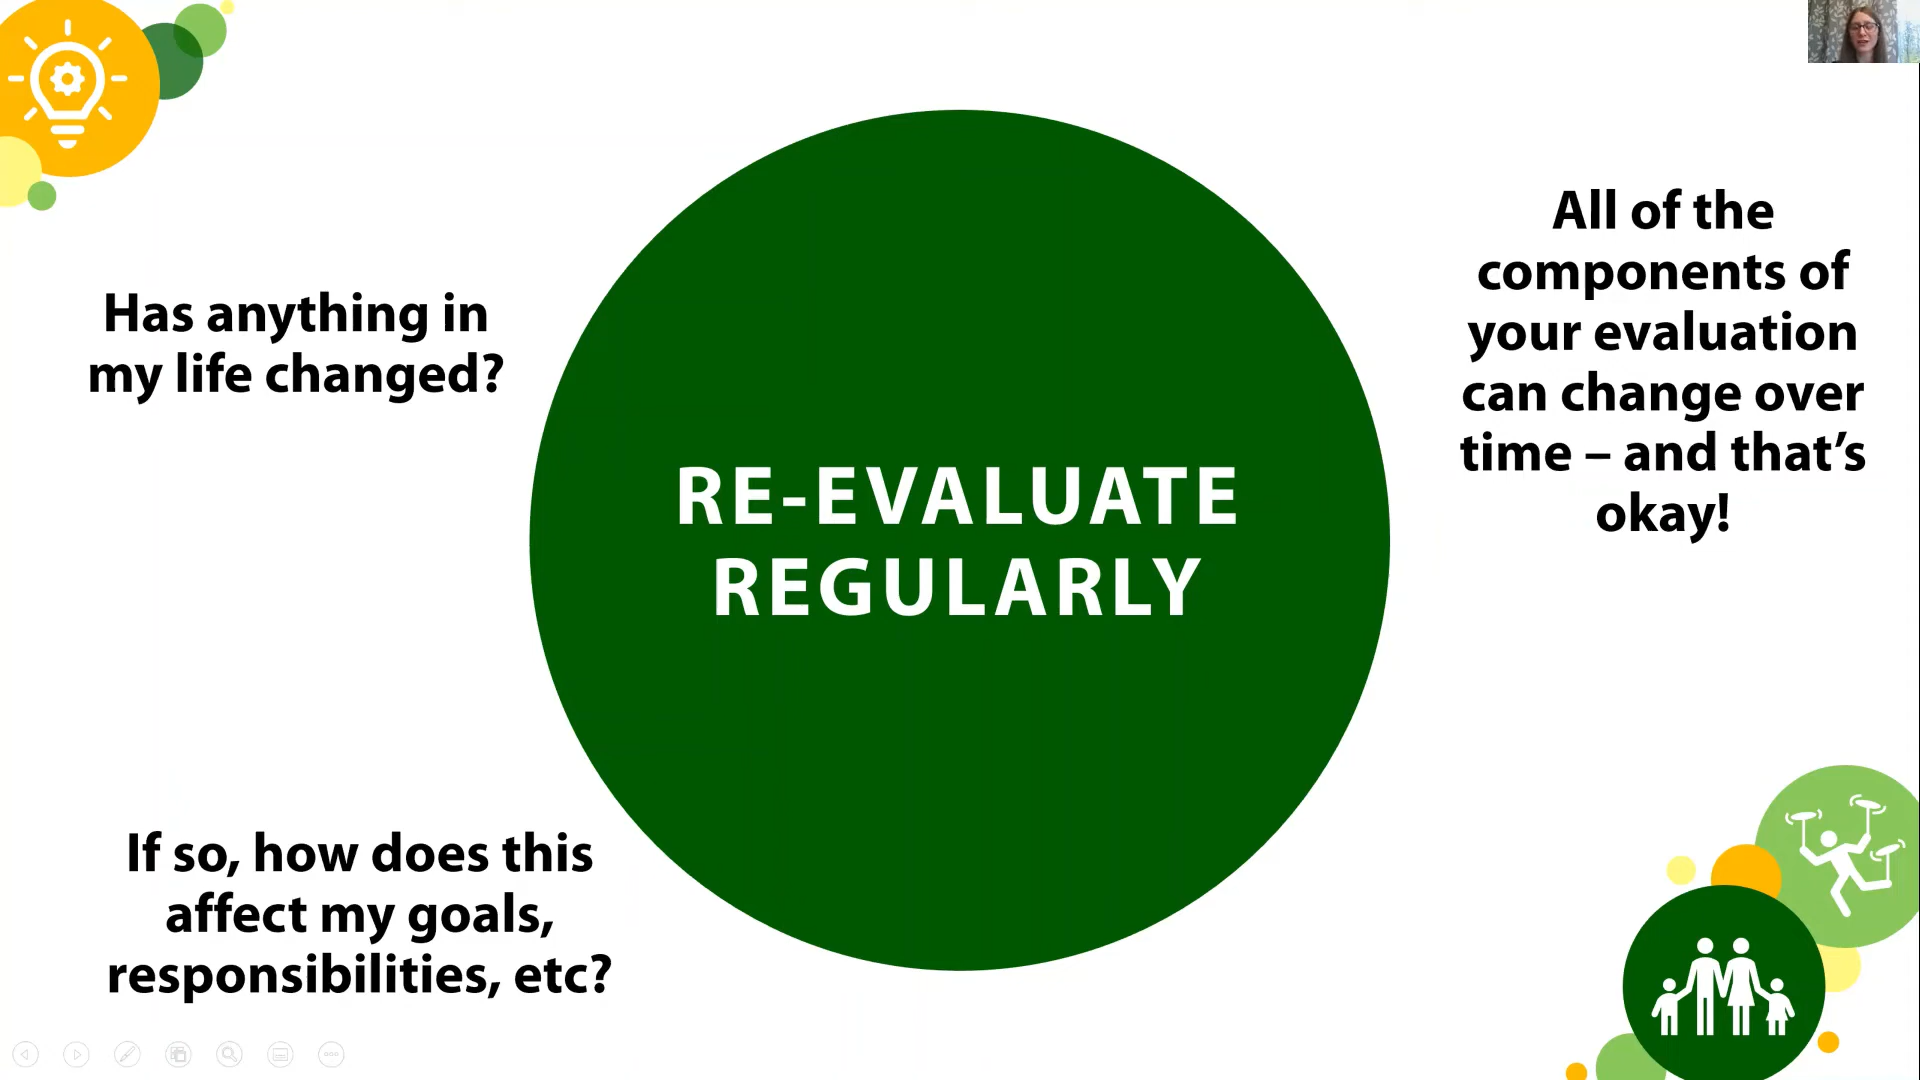 Has anything in
my life changed?
If so, how does this
affect my goals,
responsibilities, etc?
RE-EVALUATE
REGULARLY
All of the
components of
your evaluation
can change over
time – and that’s
okay!